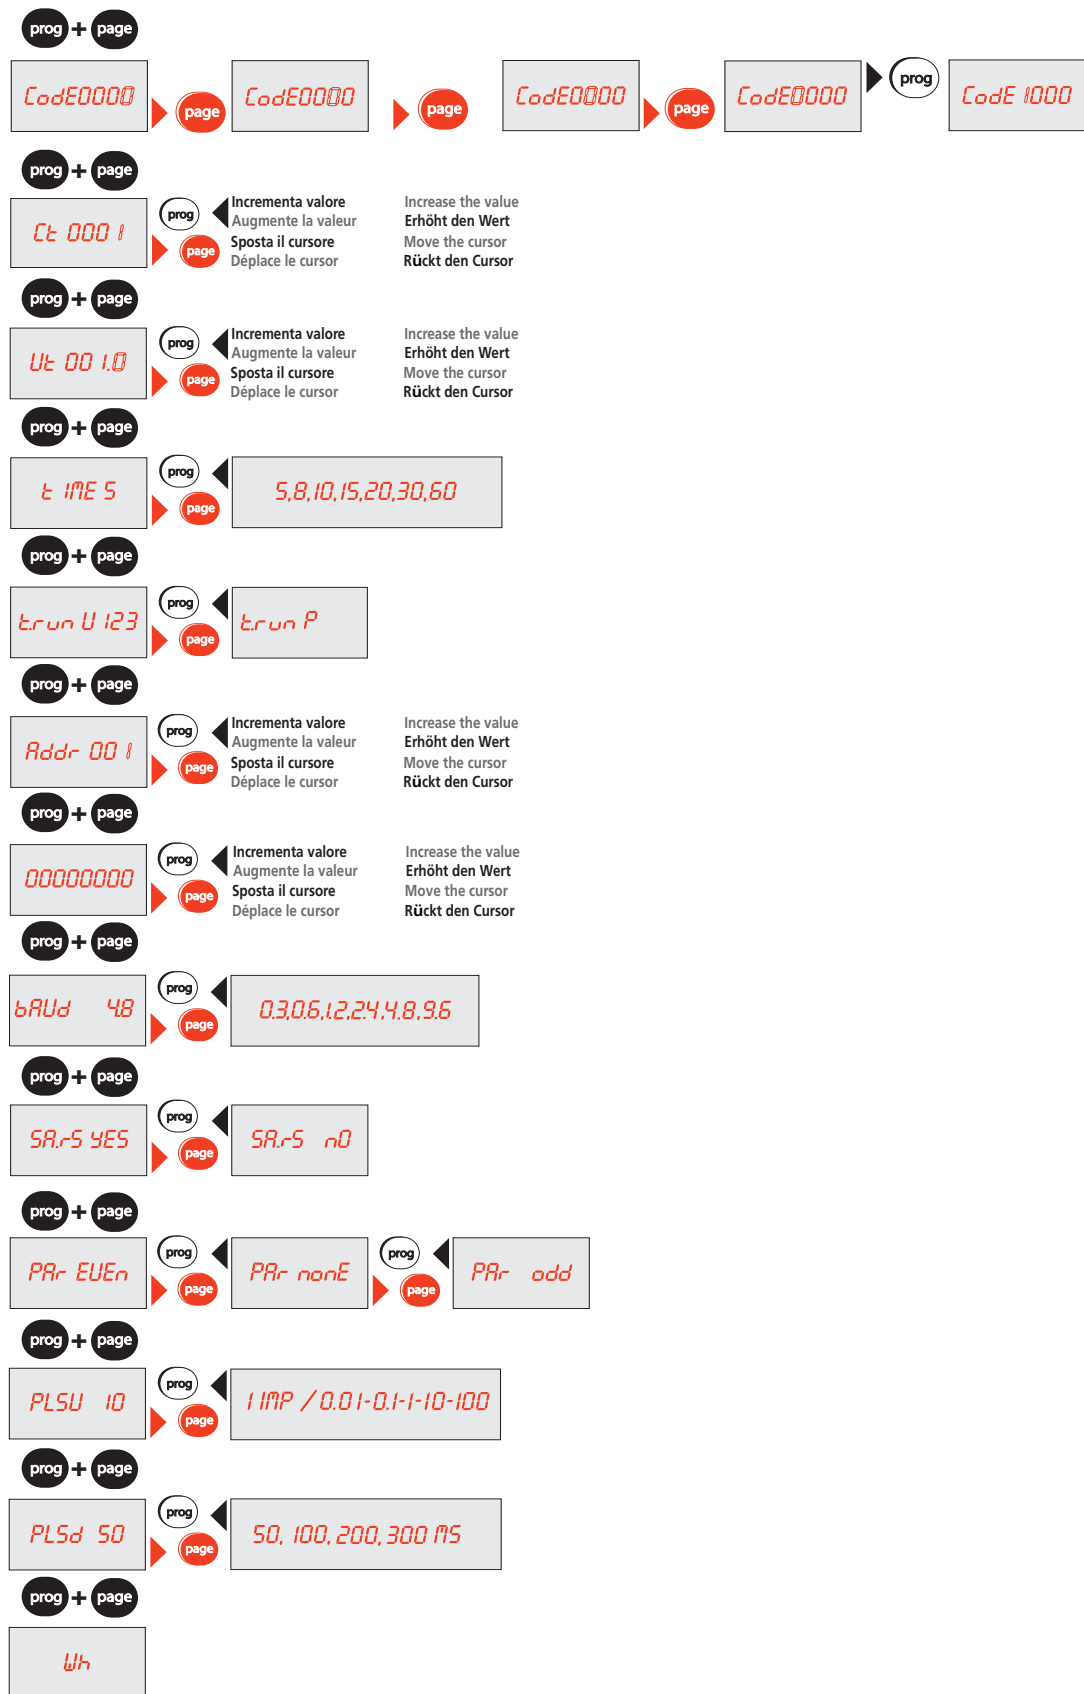 prog + page
CodE0000 page CodE0000 page CodE0000 page CodE0000 prog CodE 1000
prog + page
Ct 0001 prog Incrementa valore Increase the value
Augmente la valeur Erhöht den Wert
page Sposta il cursore Move the cursor
Déplace le cursor Rückt den Cursor
prog + page
Ut 001.0 prog Incrementa valore Increase the value
Augmente la valeur Erhöht den Wert
page Sposta il cursore Move the cursor
Déplace le cursor Rückt den Cursor
prog + page
t IME 5 prog page 5,8,10,15,20,30,60
prog + page
t.run U 123 prog page t.run P
prog + page
Addr 001 prog Incrementa valore Increase the value
Augmente la valeur Erhöht den Wert
page Sposta il cursore Move the cursor
Déplace le cursor Rückt den Cursor
prog + page
00000000 prog Incrementa valore Increase the value
Augmente la valeur Erhöht den Wert
page Sposta il cursore Move the cursor
Déplace le cursor Rückt den Cursor
prog + page
bAUd 4.8 prog page 0.3,0.6,1.2,2.4,4.8,9.6
prog + page
SA.rS YES prog page SA.rS nO
prog + page
PAr EUEn prog page PAr nonE prog page PAr odd
prog + page
PLSU 10 prog page 1 IMP / 0.01-0.1-1-10-100
prog + page
PLSd 50 prog page 50, 100, 200, 300 MS
prog + page
Wh